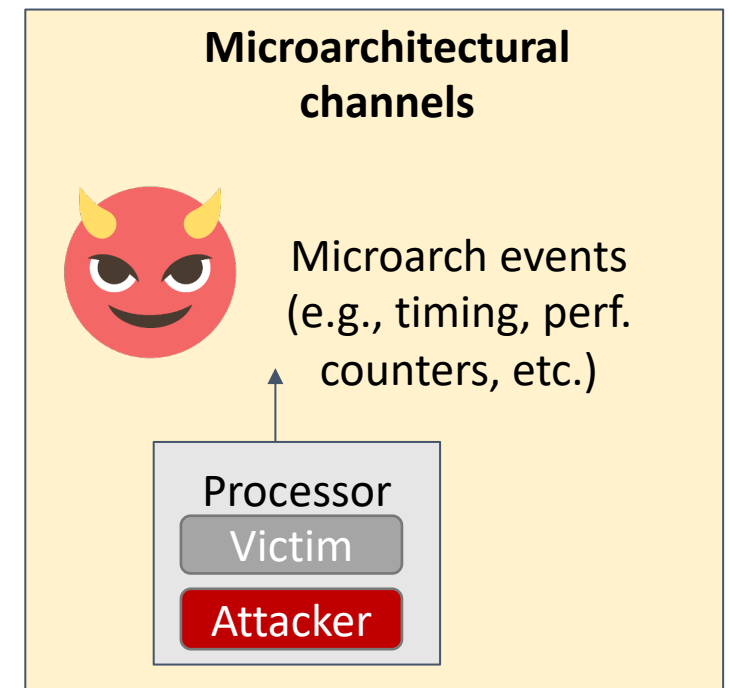 Microarchitectural
channels
Microarch events
(e.g., timing, perf.
counters, etc.)
Processor
Victim
Attacker